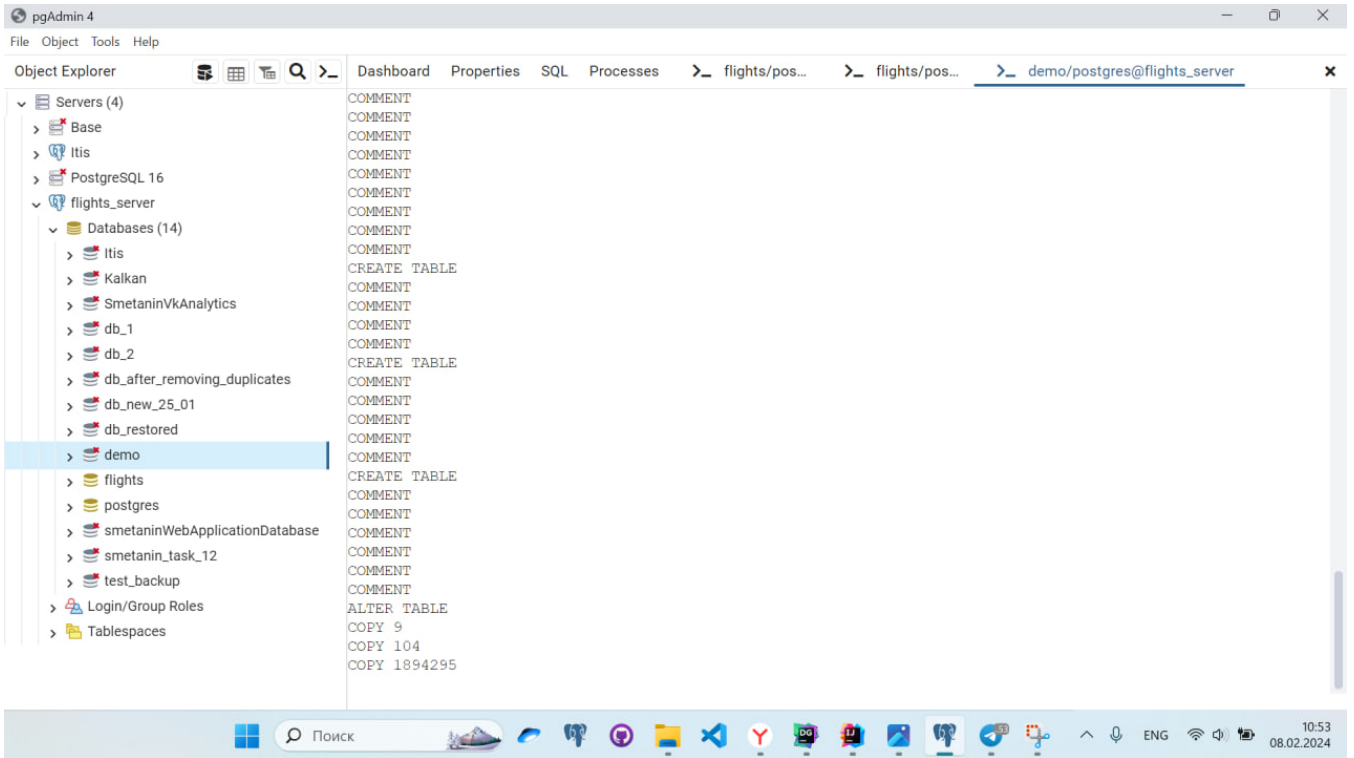 pgAdmin 4
File Object Tools Help
Object Explorer
Dashboard Properties SQL Processes flights/pos... flights/pos... demo/postgres@flights_server
Servers (4)
Base
Itis
PostgreSQL 16
flights_server
Databases (14)
Itis
Kalkan
SmetaninVkAnalytics
db_1
db_2
db_after_removing_duplicates
db_new_25_01
db_restored
demo
flights
postgres
smetaninWebApplicationDatabase
smetanin_task_12
test_backup
Login/Group Roles
Tablespaces
COMMENT
COMMENT
COMMENT
COMMENT
COMMENT
COMMENT
COMMENT
COMMENT
COMMENT
CREATE TABLE
COMMENT
COMMENT
COMMENT
COMMENT
CREATE TABLE
COMMENT
COMMENT
COMMENT
COMMENT
COMMENT
CREATE TABLE
COMMENT
COMMENT
COMMENT
COMMENT
COMMENT
COMMENT
ALTER TABLE
COPY 9
COPY 104
COPY 1894295
Поиск
ENG
10:53
08.02.2024